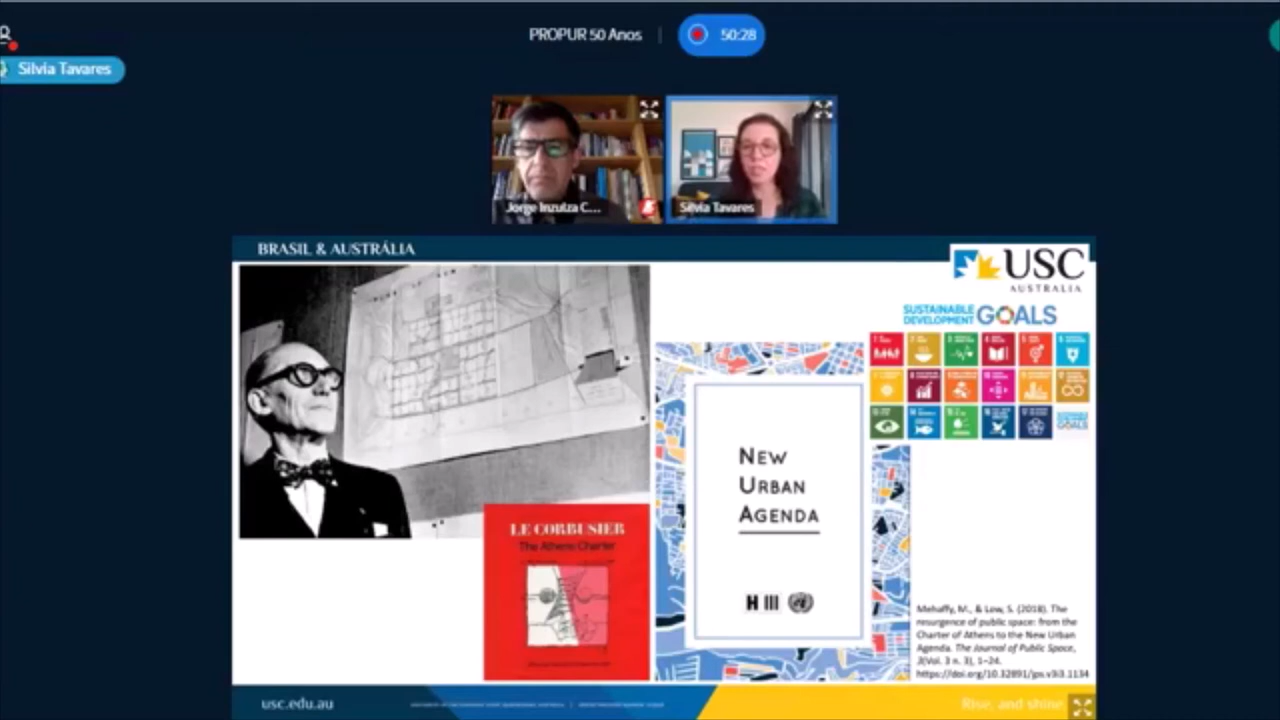 PROPUR 50 Anos
50:28
Silvia Tavares
Jorge Inzulza C...
Silvia Tavares
BRASIL & AUSTRÁLIA
USC
AUSTRALIA
SUSTAINABLE
DEVELOPMENT GOALS
LE CORBUSIER
The Athens Charter
NEW
URBAN
AGENDA
H III
Mehaffy, M., & Low, S. (2018). The
resurgence of public space: from the
Charter of Athens to the New Urban
Agenda. The Journal of Public Space,
3(Vol. 3 n. 3), 1–24.
https://doi.org/10.32891/jps.v3i3.1134
usc.edu.au
Rise, and shine